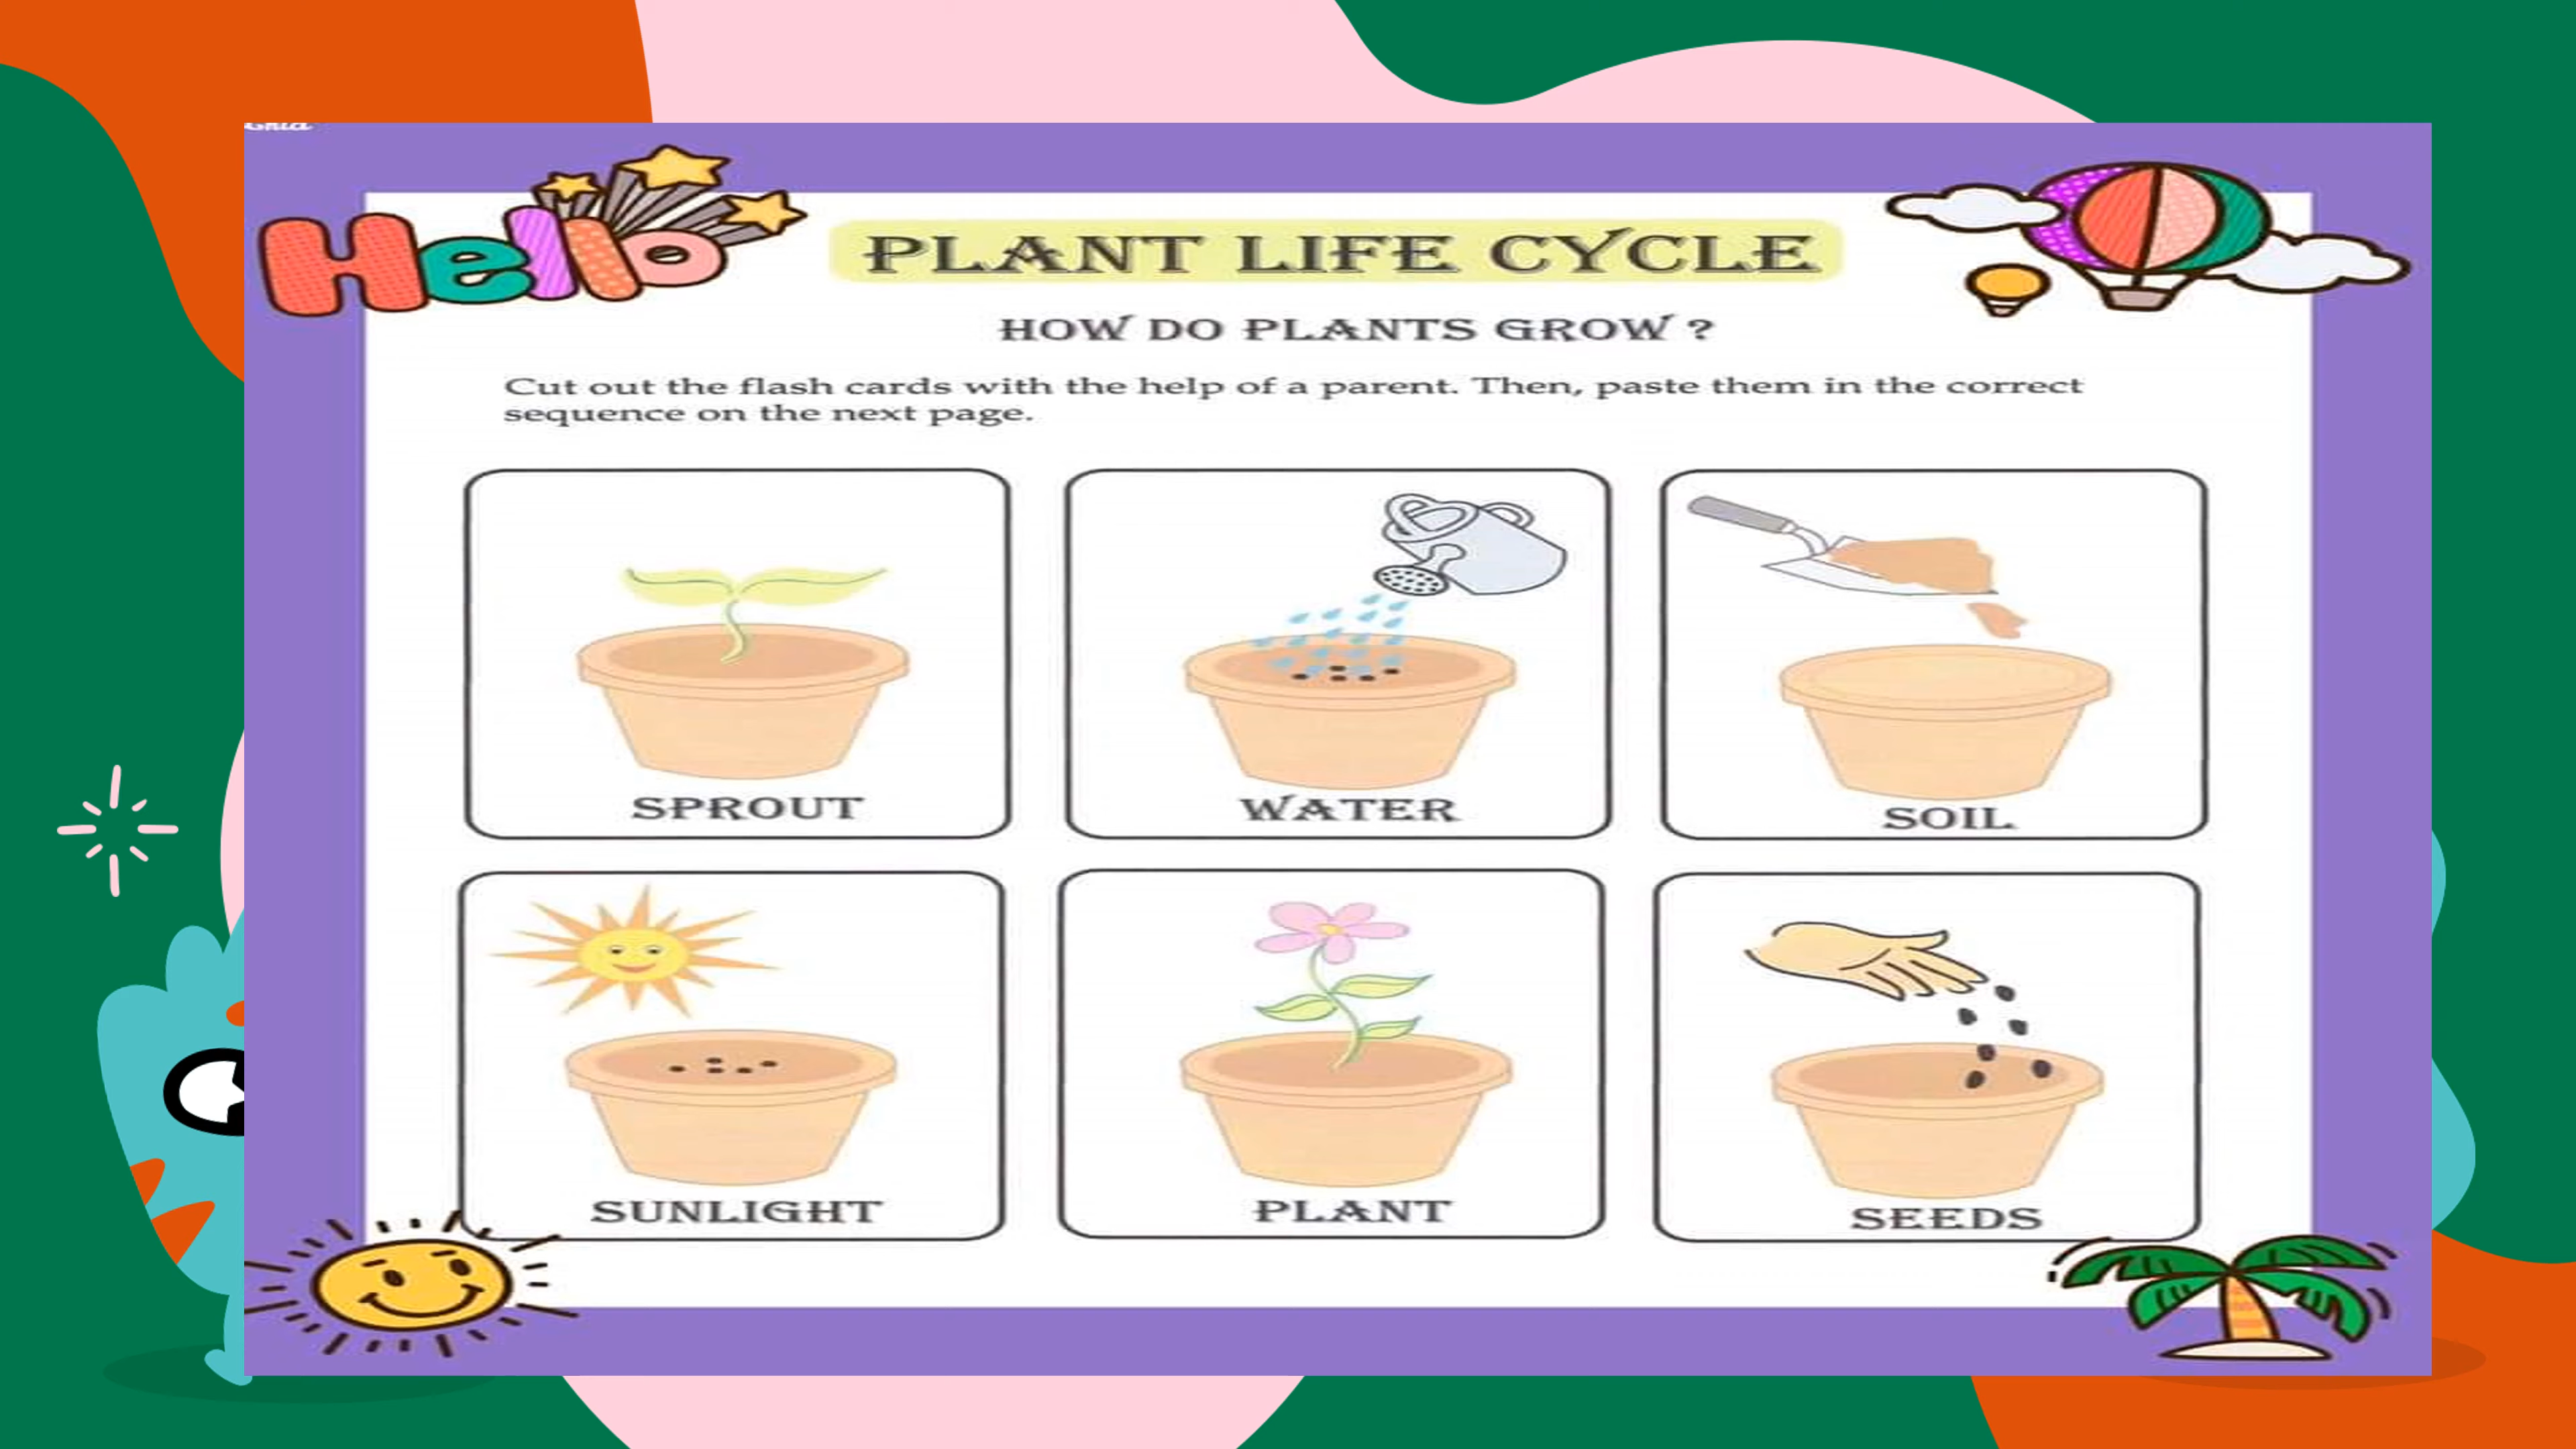 Hello
PLANT LIFE CYCLE
HOW DO PLANTS GROW ?
Cut out the flash cards with the help of a parent. Then, paste them in the correct
sequence on the next page.
SPROUT
WATER
SOIL
SUNLIGHT
PLANT
SEEDS